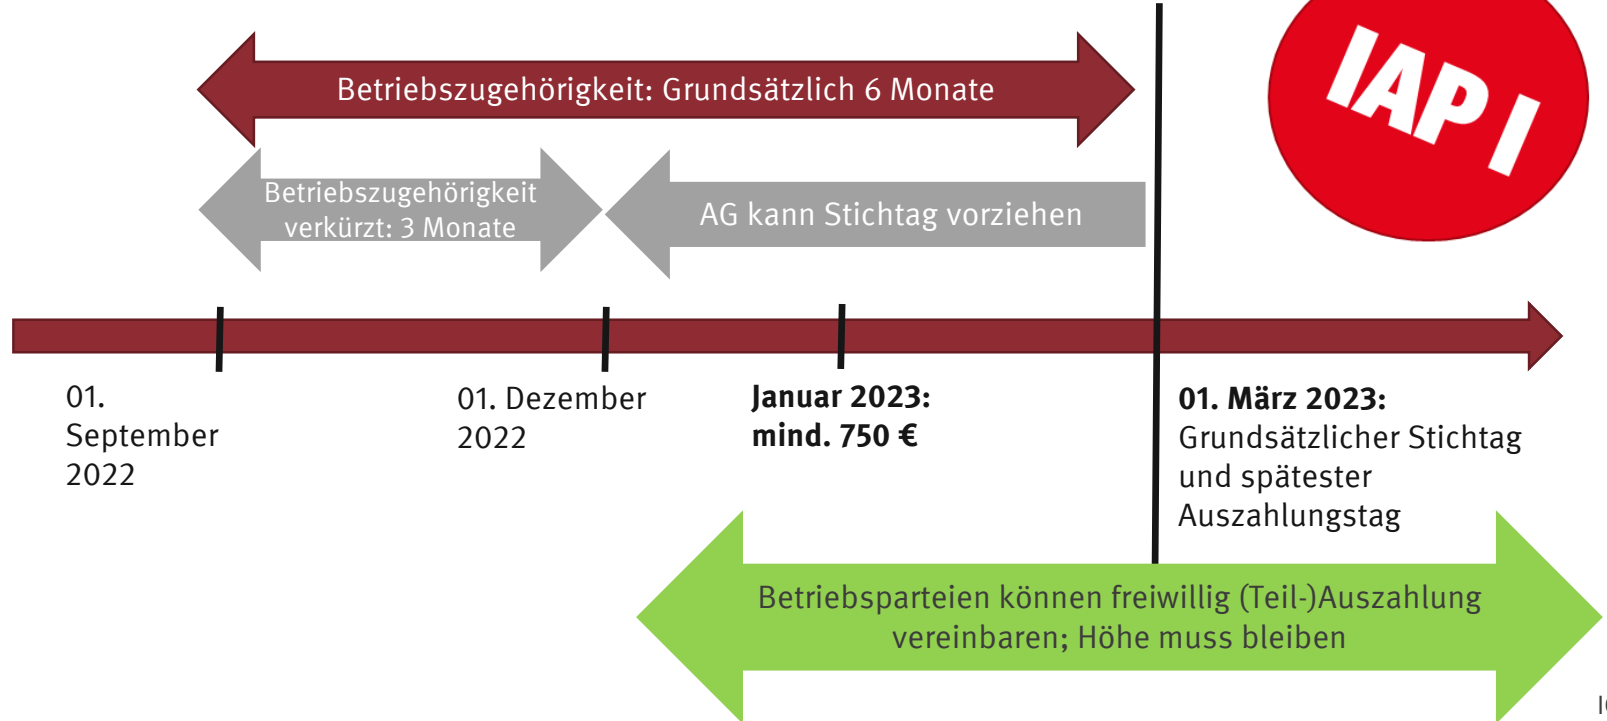 IAP I
Betriebszugehörigkeit: Grundsätzlich 6 Monate
Betriebszugehörigkeit
verkürzt: 3 Monate
AG kann Stichtag vorziehen
01.
September
2022
01. Dezember
2022
Januar 2023:
mind. 750 €
01. März 2023:
Grundsätzlicher Stichtag
und spätester
Auszahlungstag
Betriebsparteien können freiwillig (Teil-)Auszahlung
vereinbaren; Höhe muss bleiben